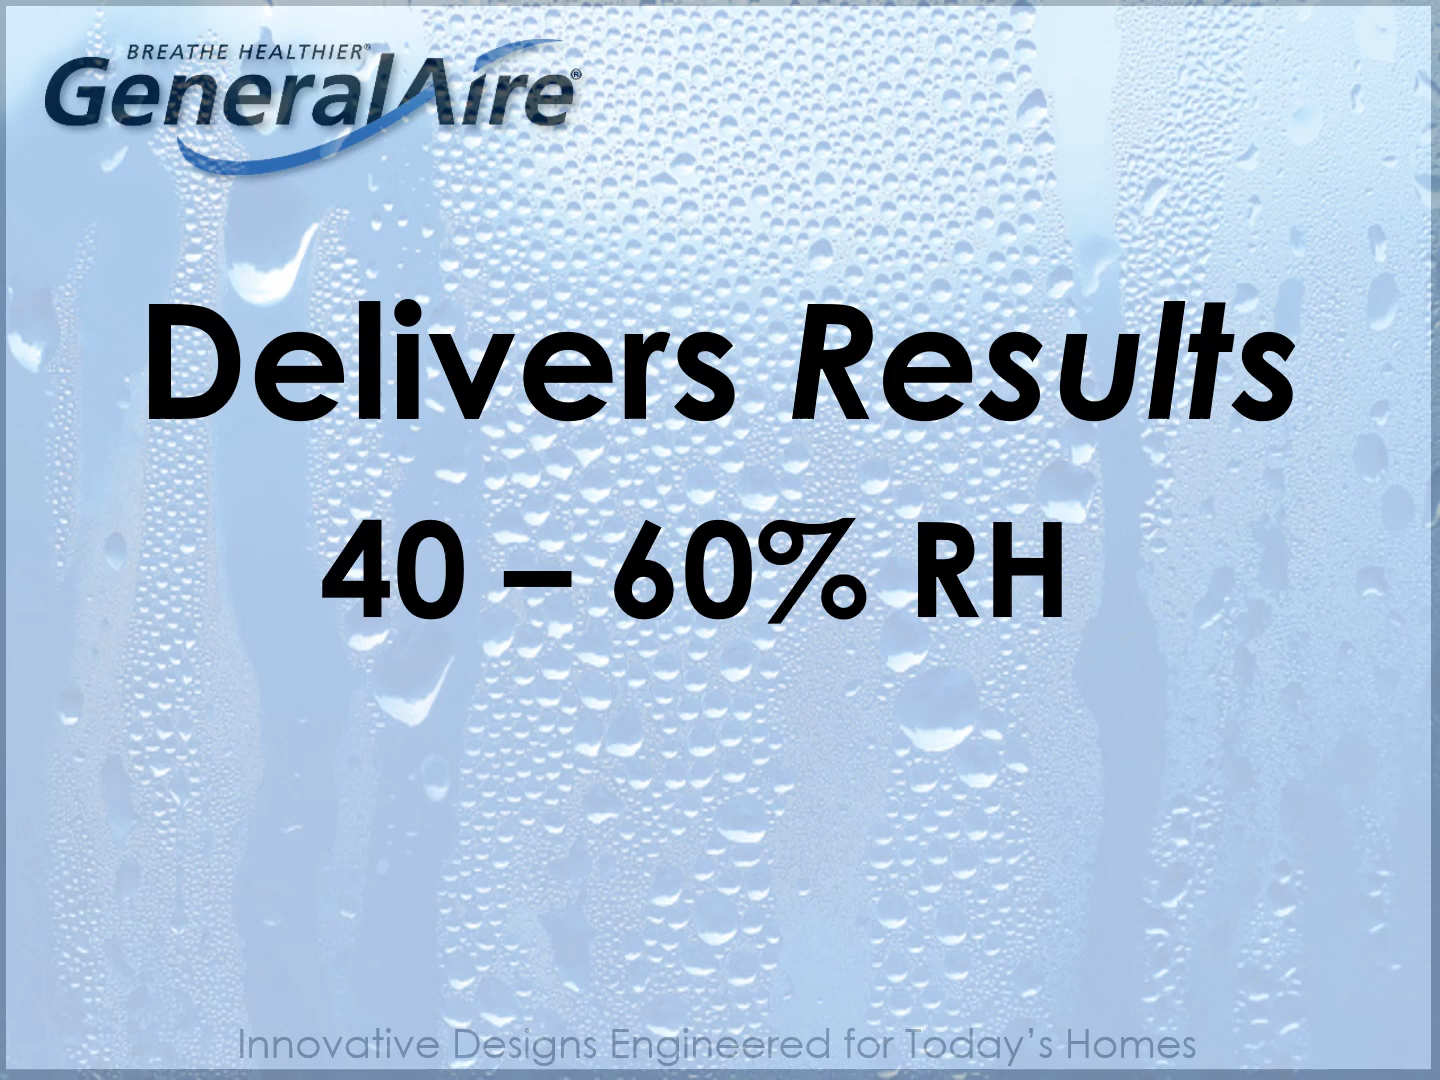 BREATHE HEALTHIER®
GeneralAire®
Delivers Results
40 – 60% RH
Innovative Designs Engineered for Today’s Homes